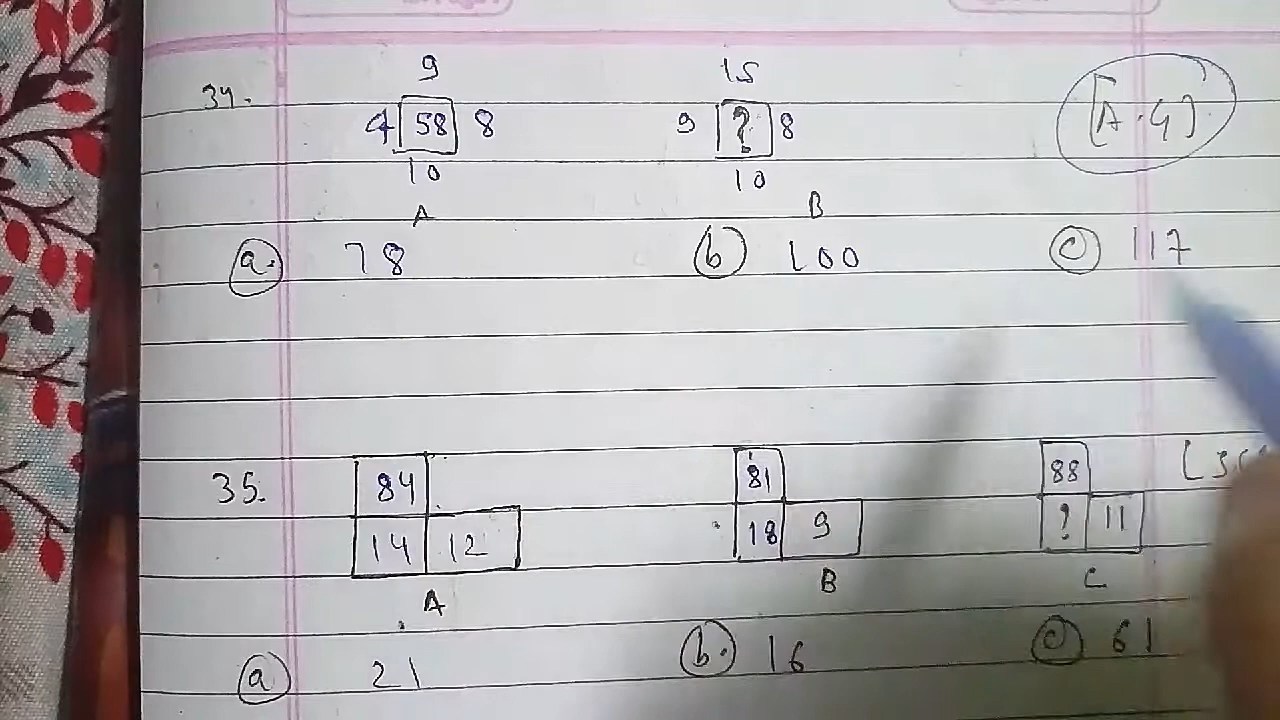 9 15
34. 4 58 8 9 ? 8 [A.G].
10 10
A B
a. 78 b 100 c 117
84 81 88
35. 14 12 18 9 ? 11
A B C
a 21 b. 16 c 61